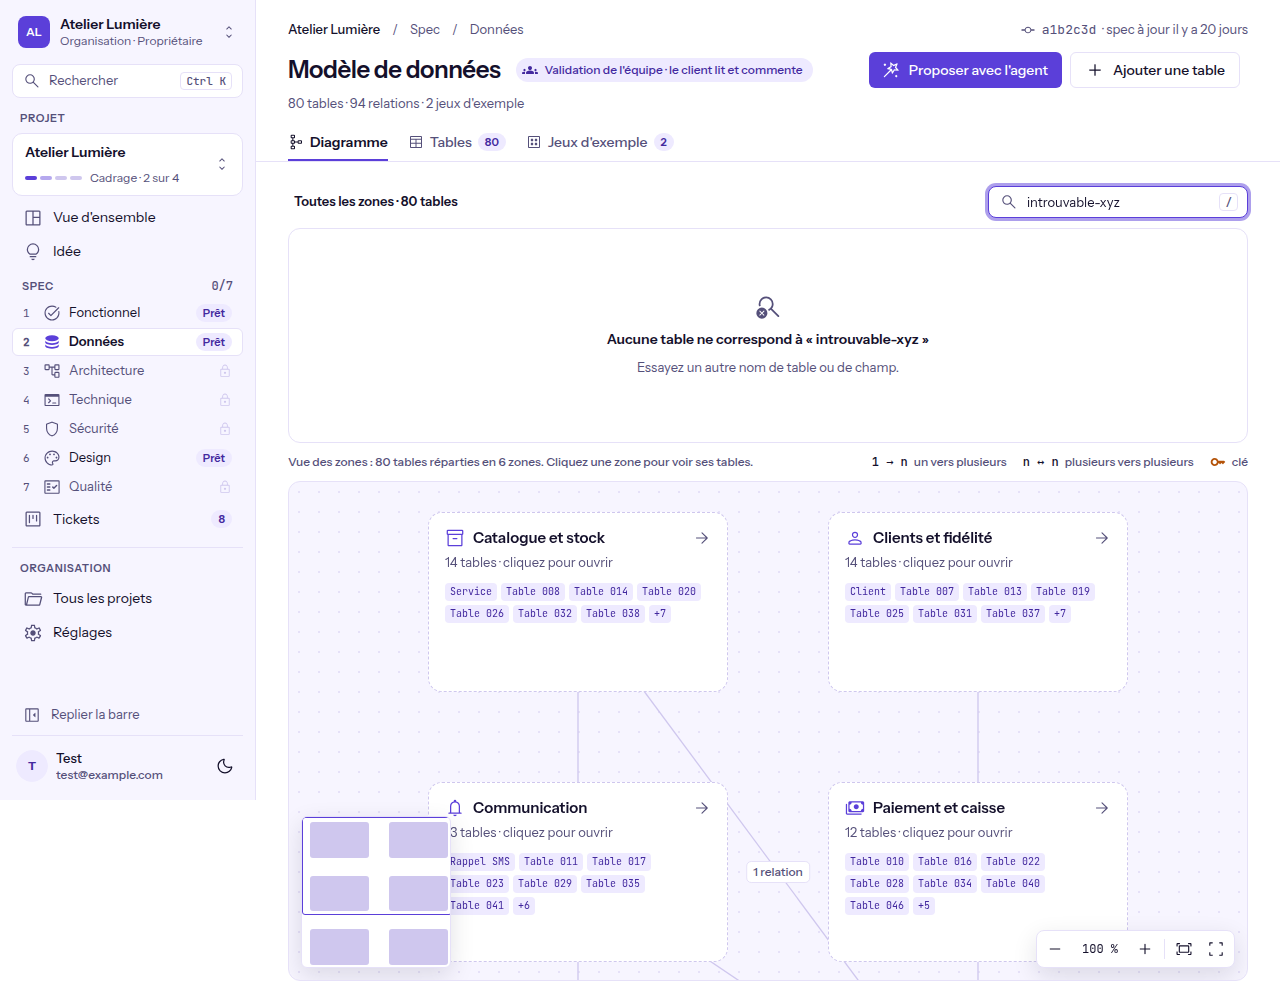 AL
Atelier Lumière
Organisation · Propriétaire
Rechercher
Ctrl K
PROJET
Atelier Lumière
Cadrage · 2 sur 4
Vue d'ensemble
Idée
SPEC 0/7
1 Fonctionnel Prêt
2 Données Prêt
3 Architecture
4 Technique
5 Sécurité
6 Design Prêt
7 Qualité
Tickets 8
ORGANISATION
Tous les projets
Réglages
Replier la barre
T
Test
test@example.com
Atelier Lumière / Spec / Données
a1b2c3d · spec à jour il y a 20 jours
Modèle de données
Validation de l'équipe · le client lit et commente
Proposer avec l'agent
Ajouter une table
80 tables · 94 relations · 2 jeux d'exemple
Diagramme
Tables 80
Jeux d'exemple 2
Toutes les zones · 80 tables
introuvable-xyz /
Aucune table ne correspond à « introuvable-xyz »
Essayez un autre nom de table ou de champ.
Vue des zones : 80 tables réparties en 6 zones. Cliquez une zone pour voir ses tables.
1 → n un vers plusieurs
n ↔ n plusieurs vers plusieurs
clé
Catalogue et stock
14 tables · cliquez pour ouvrir
Service Table 008 Table 014 Table 020
Table 026 Table 032 Table 038 +7
Clients et fidélité
14 tables · cliquez pour ouvrir
Client Table 007 Table 013 Table 019
Table 025 Table 031 Table 037 +7
Communication
3 tables · cliquez pour ouvrir
Rappel SMS Table 011 Table 017
Table 023 Table 029 Table 035
Table 041 +6
1 relation
Paiement et caisse
12 tables · cliquez pour ouvrir
Table 010 Table 016 Table 022
Table 028 Table 034 Table 040
Table 046 +5
100 %